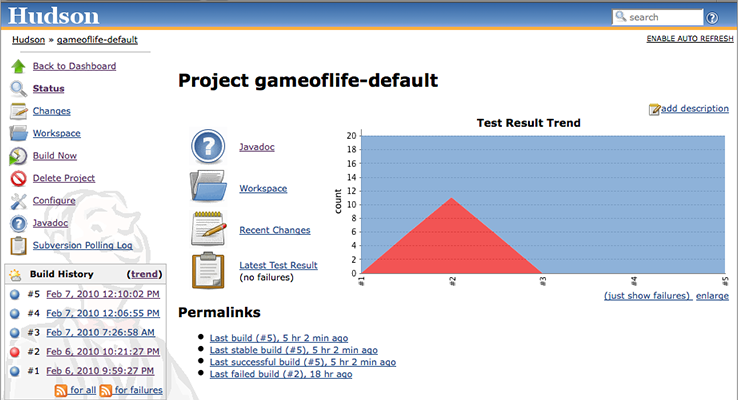 Hudson
search
Hudson » gameoflife-default
ENABLE AUTO REFRESH
Back to Dashboard
Status
Changes
Workspace
Build Now
Delete Project
Configure
Javadoc
Subversion Polling Log
Build History (trend)
#5 Feb 7, 2010 12:10:02 PM
#4 Feb 7, 2010 12:06:55 PM
#3 Feb 7, 2010 7:26:58 AM
#2 Feb 6, 2010 10:21:27 PM
#1 Feb 6, 2010 9:59:27 PM
for all for failures
Project gameoflife-default
add description
Javadoc
Workspace
Recent Changes
Latest Test Result
(no failures)
Test Result Trend
count
20
18
16
14
12
10
8
6
4
2
0
#1
#2
#3
#4
#5
(just show failures) enlarge
Permalinks
Last build (#5), 5 hr 2 min ago
Last stable build (#5), 5 hr 2 min ago
Last successful build (#5), 5 hr 2 min ago
Last failed build (#2), 18 hr ago